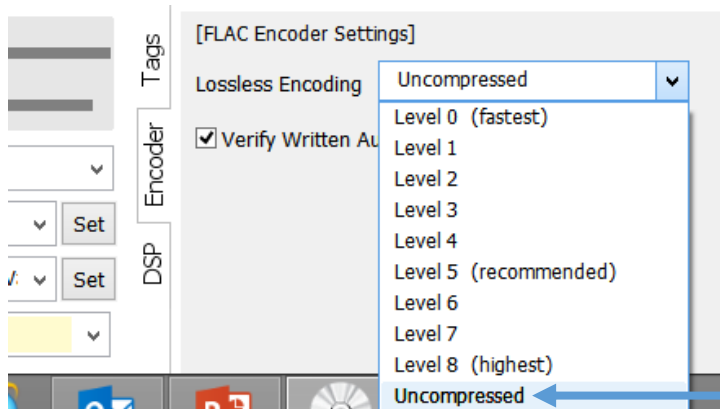 [FLAC Encoder Settings]
Tags
Lossless Encoding Uncompressed
Level 0 (fastest)
Encoder
Verify Written Au
Level 1
Level 2
Level 3
Set
Level 4
DSP
Level 5 (recommended)
Set
Level 6
Level 7
Level 8 (highest)
Uncompressed